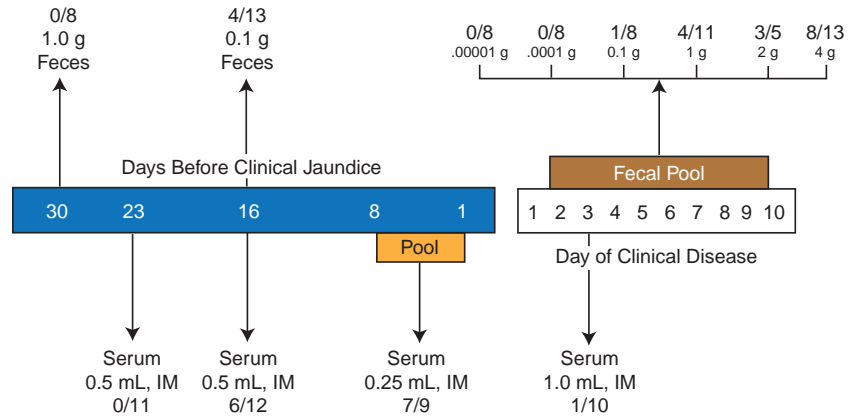 0/8
1.0 g
Feces
4/13
0.1 g
Feces
0/8 0/8 1/8 4/11 3/5 8/13
.00001 g .0001 g 0.1 g 1 g 2 g 4 g
Days Before Clinical Jaundice
30 23 16 8 1
Pool
Fecal Pool
1 2 3 4 5 6 7 8 9 10
Day of Clinical Disease
Serum
0.5 mL, IM
0/11
Serum
0.5 mL, IM
6/12
Serum
0.25 mL, IM
7/9
Serum
1.0 mL, IM
1/10